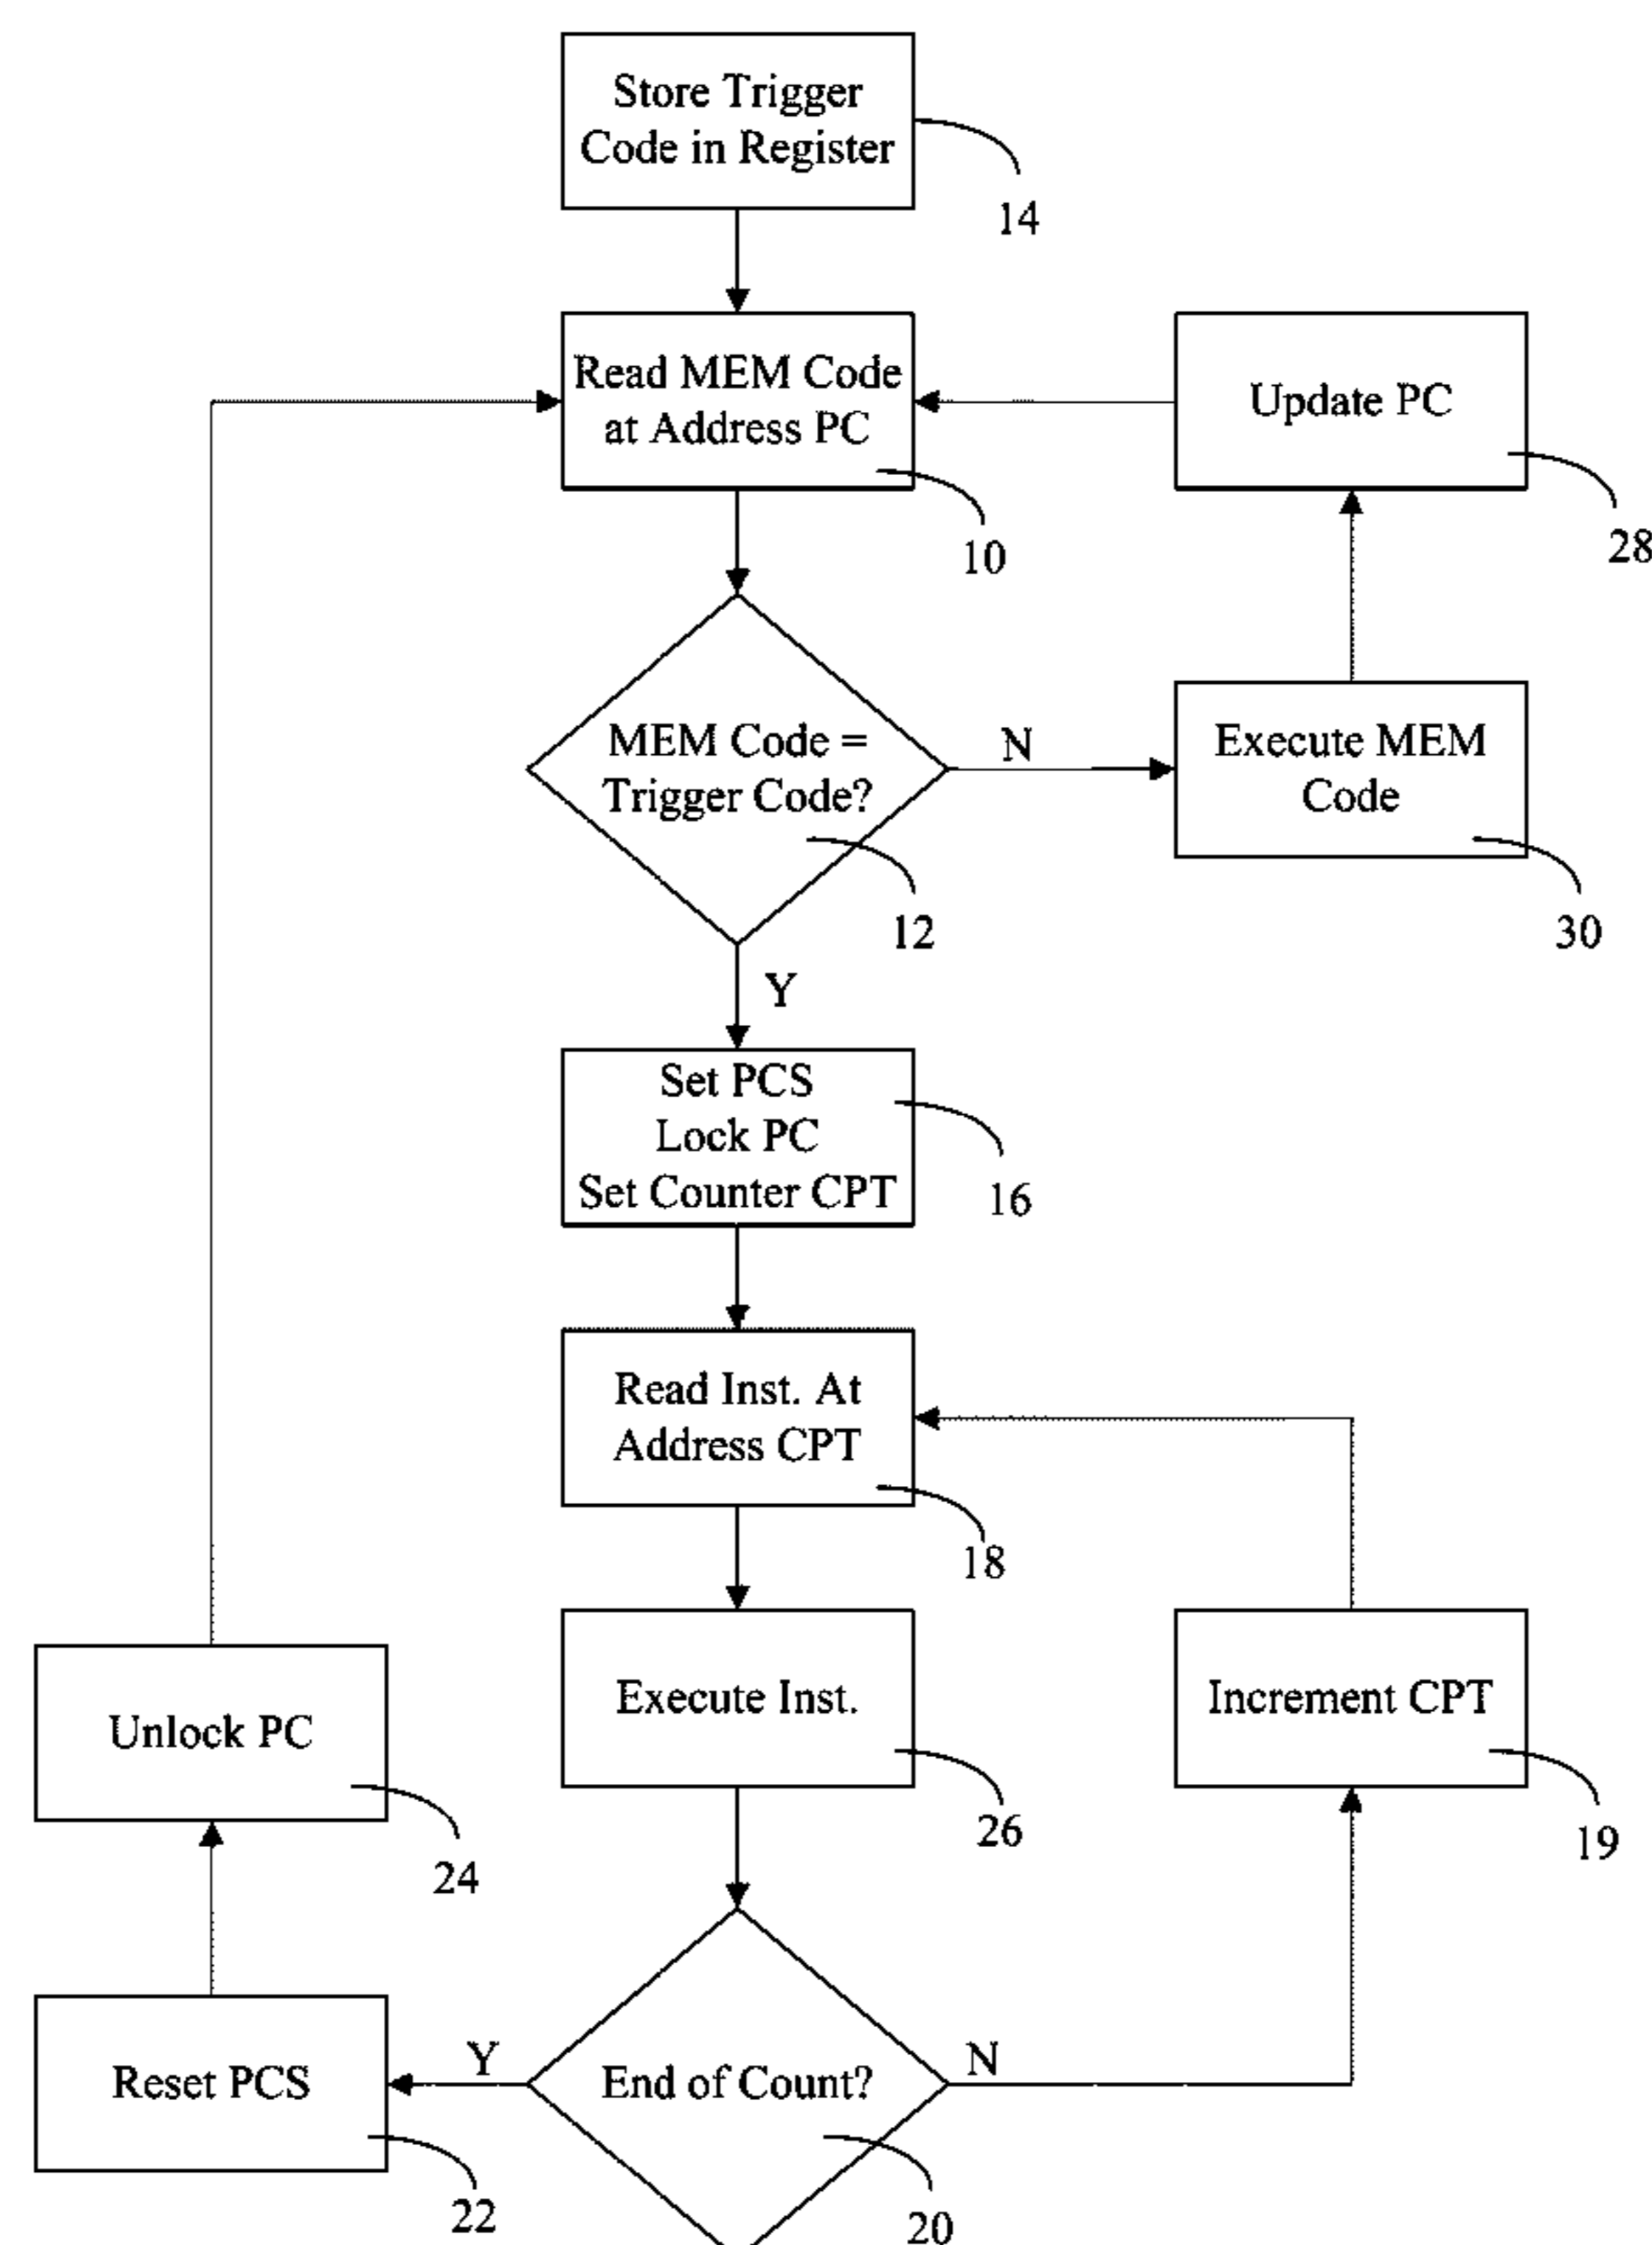 Store Trigger
Code in Register
14
Read MEM Code
at Address PC
10
Update PC
28
MEM Code =
Trigger Code?
12
N
Execute MEM
Code
30
Y
Set PCS
Lock PC
Set Counter CPT
16
Read Inst. At
Address CPT
18
Execute Inst.
26
Increment CPT
19
Unlock PC
24
End of Count?
20
Y
N
Reset PCS
22